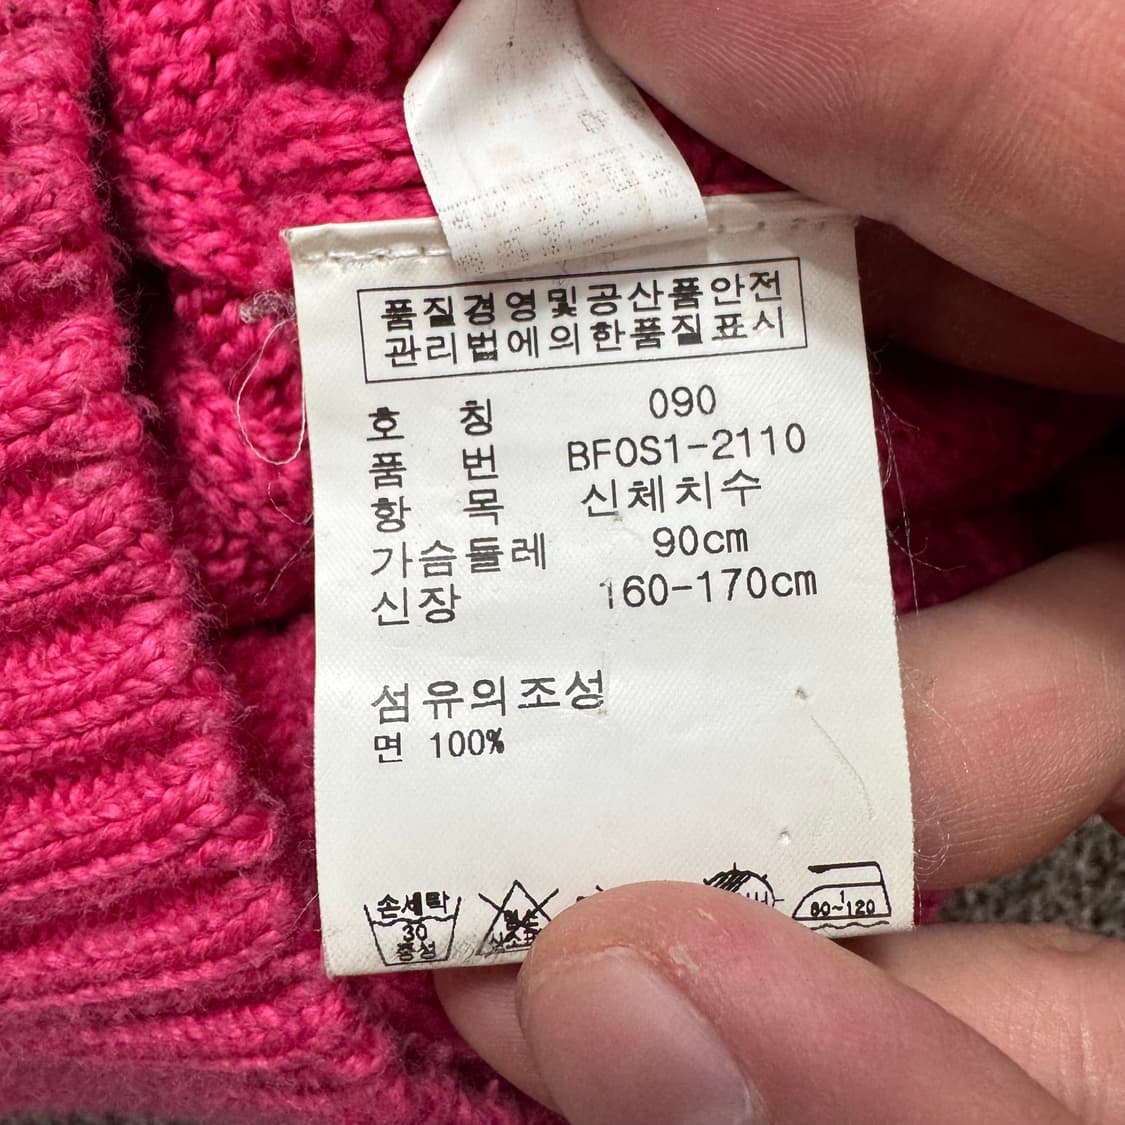 품질경영및공산품안전
관리법에의한품질표시
호 칭 090
품 번 BF0S1-2110
항 목 신체치수
가슴둘레 90cm
신장 160-170cm
섬유의조성
면 100%
손세탁
30
중성
80~120